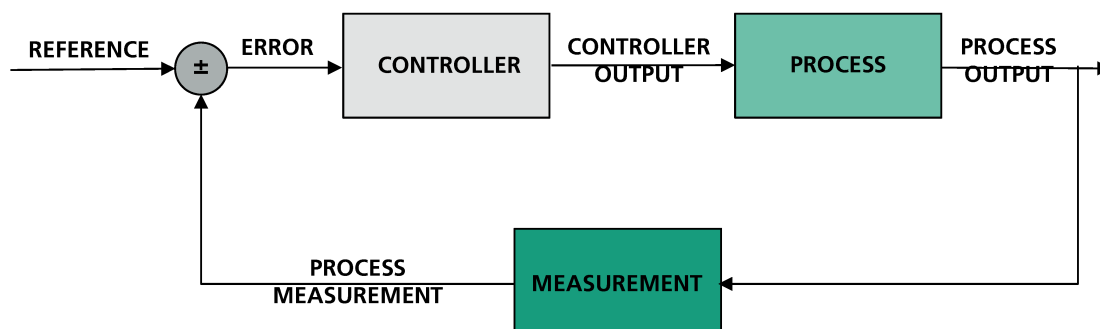 REFERENCE
±
ERROR
CONTROLLER
CONTROLLER
OUTPUT
PROCESS
PROCESS
OUTPUT
PROCESS
MEASUREMENT
MEASUREMENT